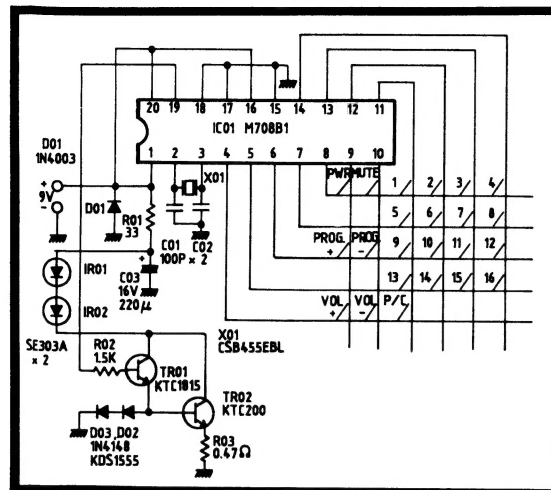 20 19 18 17 16 15 14 13 12 11
IC01 M708B1
1 2 3 4 5 6 7 8 9 10
D01
1N4003
+
9V
-
D01
R01
33
X01
C01
100P × 2
C02
+
C03
16V
220μ
IR01
IR02
SE303A
× 2
R02
1.5K
TR01
KTC1815
X01
CSB455EBL
TR02
KTC200
D03,D02
1N4148
KDS1555
R03
0.47Ω
PWR MUTE 1 2 3 4
5 6 7 8
PROG. PROG. 9 10 11 12
+ -
13 14 15 16
VOL VOL P/C
+ -